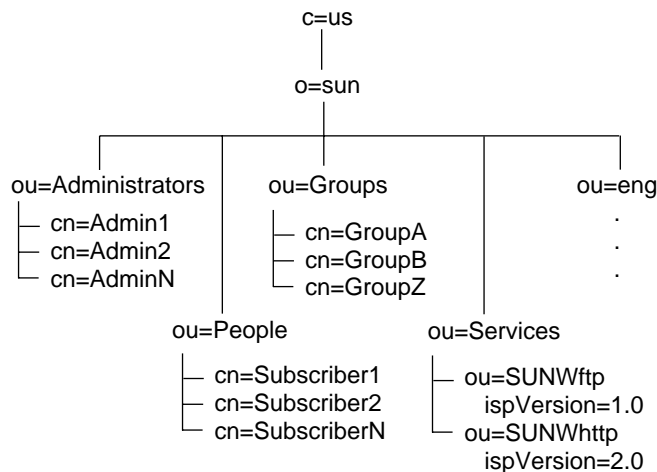 c=us
o=sun
ou=Administrators
cn=Admin1
cn=Admin2
cn=AdminN
ou=Groups
cn=GroupA
cn=GroupB
cn=GroupZ
ou=eng
.
.
.
ou=People
cn=Subscriber1
cn=Subscriber2
cn=SubscriberN
ou=Services
ou=SUNWftp
ispVersion=1.0
ou=SUNWhttp
ispVersion=2.0